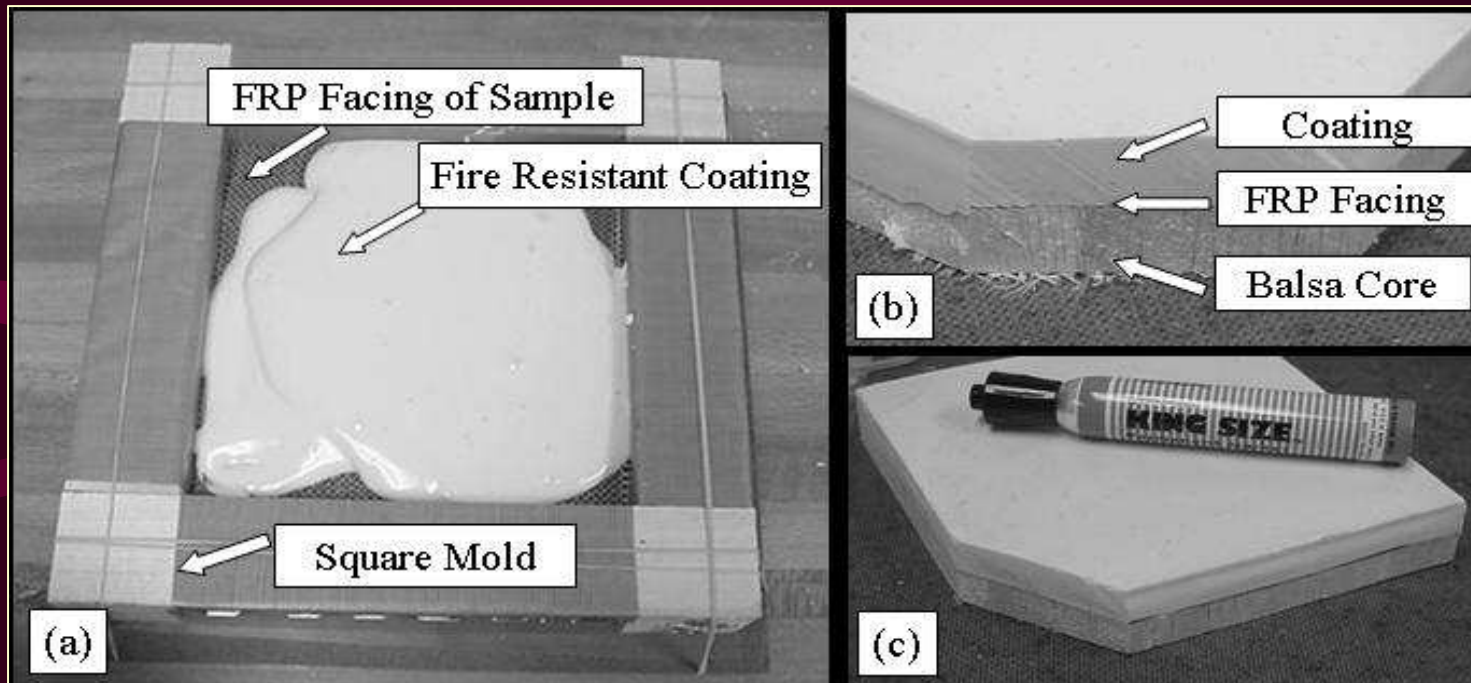 FRP Facing of Sample
Fire Resistant Coating
Square Mold
(a)
Coating
FRP Facing
Balsa Core
(b)
KING SIZE
(c)